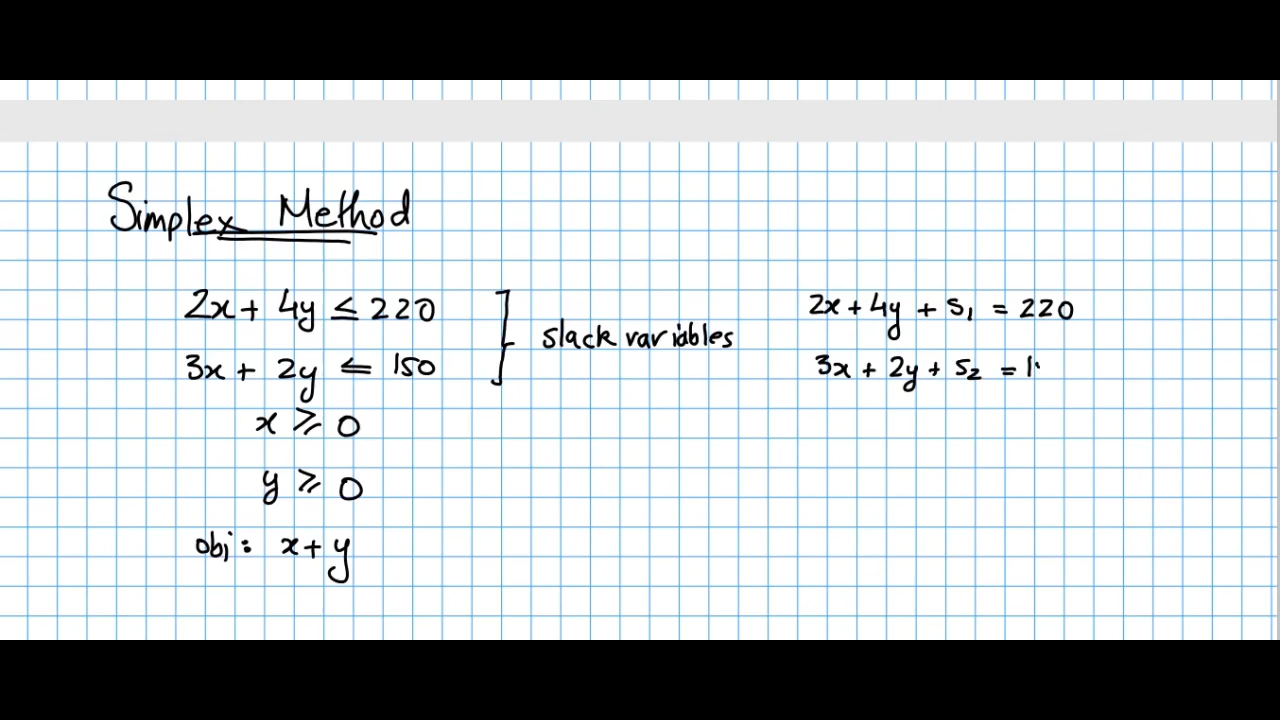 Simplex Method
2x + 4y ≤ 220
3x + 2y ≤ 150
x ≥ 0
y ≥ 0
obj: x + y
slack variables
2x + 4y + S₁ = 220
3x + 2y + S₂ = 1